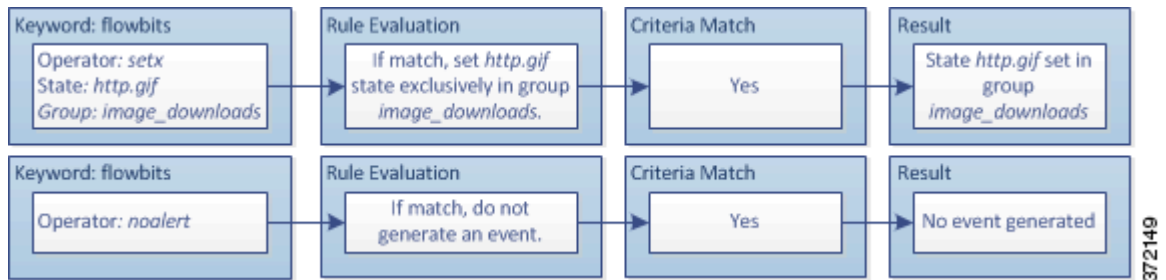 Keyword: flowbits
Operator: setx
State: http.gif
Group: image_downloads
Rule Evaluation
If match, set http.gif
state exclusively in group
image_downloads.
Criteria Match
Yes
Result
State http.gif set in
group
image_downloads
Keyword: flowbits
Operator: noalert
Rule Evaluation
If match, do not
generate an event.
Criteria Match
Yes
Result
No event generated
372149